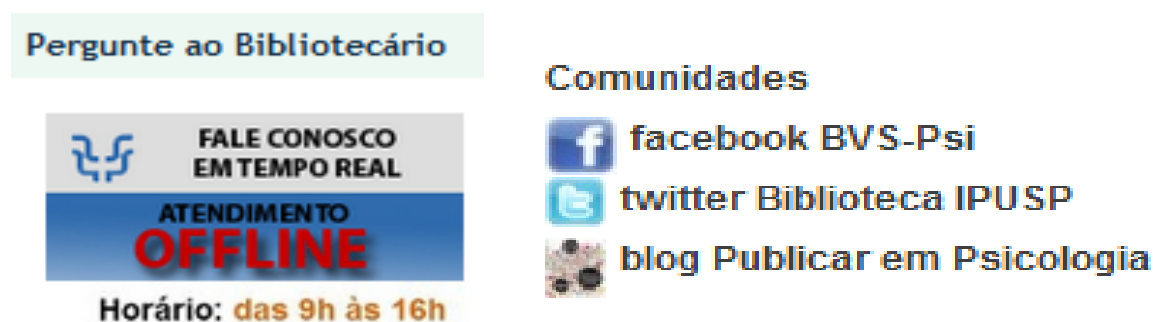 Pergunte ao Bibliotecário
FALE CONOSCO
EM TEMPO REAL
ATENDIMENTO
OFFLINE
Horário: das 9h às 16h
Comunidades
facebook BVS-Psi
twitter Biblioteca IPUSP
blog Publicar em Psicologia